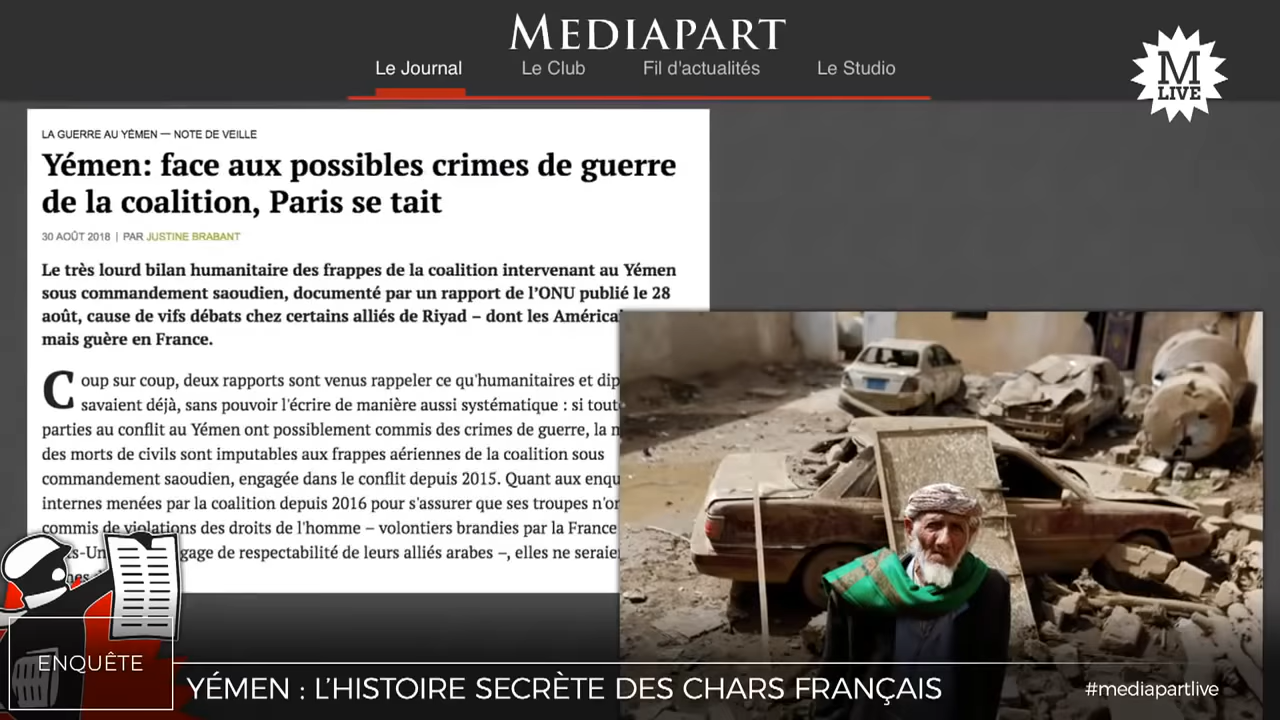 MEDIAPART
Le Journal
Le Club
Fil d'actualités
Le Studio
M
LIVE
LA GUERRE AU YÉMEN — NOTE DE VEILLE
Yémen: face aux possibles crimes de guerre
de la coalition, Paris se tait
30 AOÛT 2018 | PAR JUSTINE BRABANT
Le très lourd bilan humanitaire des frappes de la coalition intervenant au Yémen
sous commandement saoudien, documenté par un rapport de l'ONU publié le 28
août, cause de vifs débats chez certains alliés de Riyad – dont les América
mais guère en France.
Coup sur coup, deux rapports sont venus rappeler ce qu'humanitaires et dip
savaient déjà, sans pouvoir l'écrire de manière aussi systématique : si tout
parties au conflit au Yémen ont possiblement commis des crimes de guerre, la
des morts de civils sont imputables aux frappes aériennes de la coalition sous
commandement saoudien, engagée dans le conflit depuis 2015. Quant aux enqu
internes menées par la coalition depuis 2016 pour s'assurer que ses troupes n'o
commis de violations des droits de l'homme – volontiers brandies par la France
gage de respectabilité de leurs alliés arabes –, elles ne seraie
ENQUÊTE
YÉMEN : L'HISTOIRE SECRÈTE DES CHARS FRANÇAIS
#mediapartlive